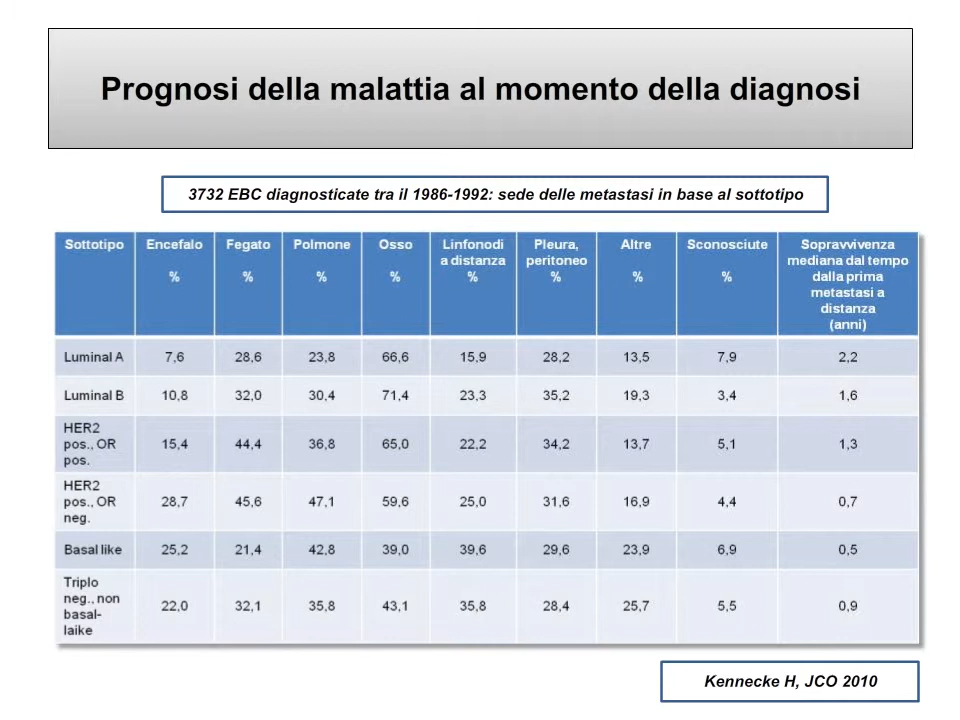 Prognosi della malattia al momento della diagnosi
3732 EBC diagnosticate tra il 1986-1992: sede delle metastasi in base al sottotipo
Sottotipo Encefalo % Fegato % Polmone % Osso % Linfonodi a distanza % Pleura, peritoneo % Altre % Sconosciute % Sopravvivenza mediana dal tempo dalla prima metastasi a distanza (anni)
Luminal A 7,6 28,6 23,8 66,6 15,9 28,2 13,5 7,9 2,2
Luminal B 10,8 32,0 30,4 71,4 23,3 35,2 19,3 3,4 1,6
HER2 pos., OR pos. 15,4 44,4 36,8 65,0 22,2 34,2 13,7 5,1 1,3
HER2 pos., OR neg. 28,7 45,6 47,1 59,6 25,0 31,6 16,9 4,4 0,7
Basal like 25,2 21,4 42,8 39,0 39,6 29,6 23,9 6,9 0,5
Triplo neg., non basal-laike 22,0 32,1 35,8 43,1 35,8 28,4 25,7 5,5 0,9
Kennecke H, JCO 2010